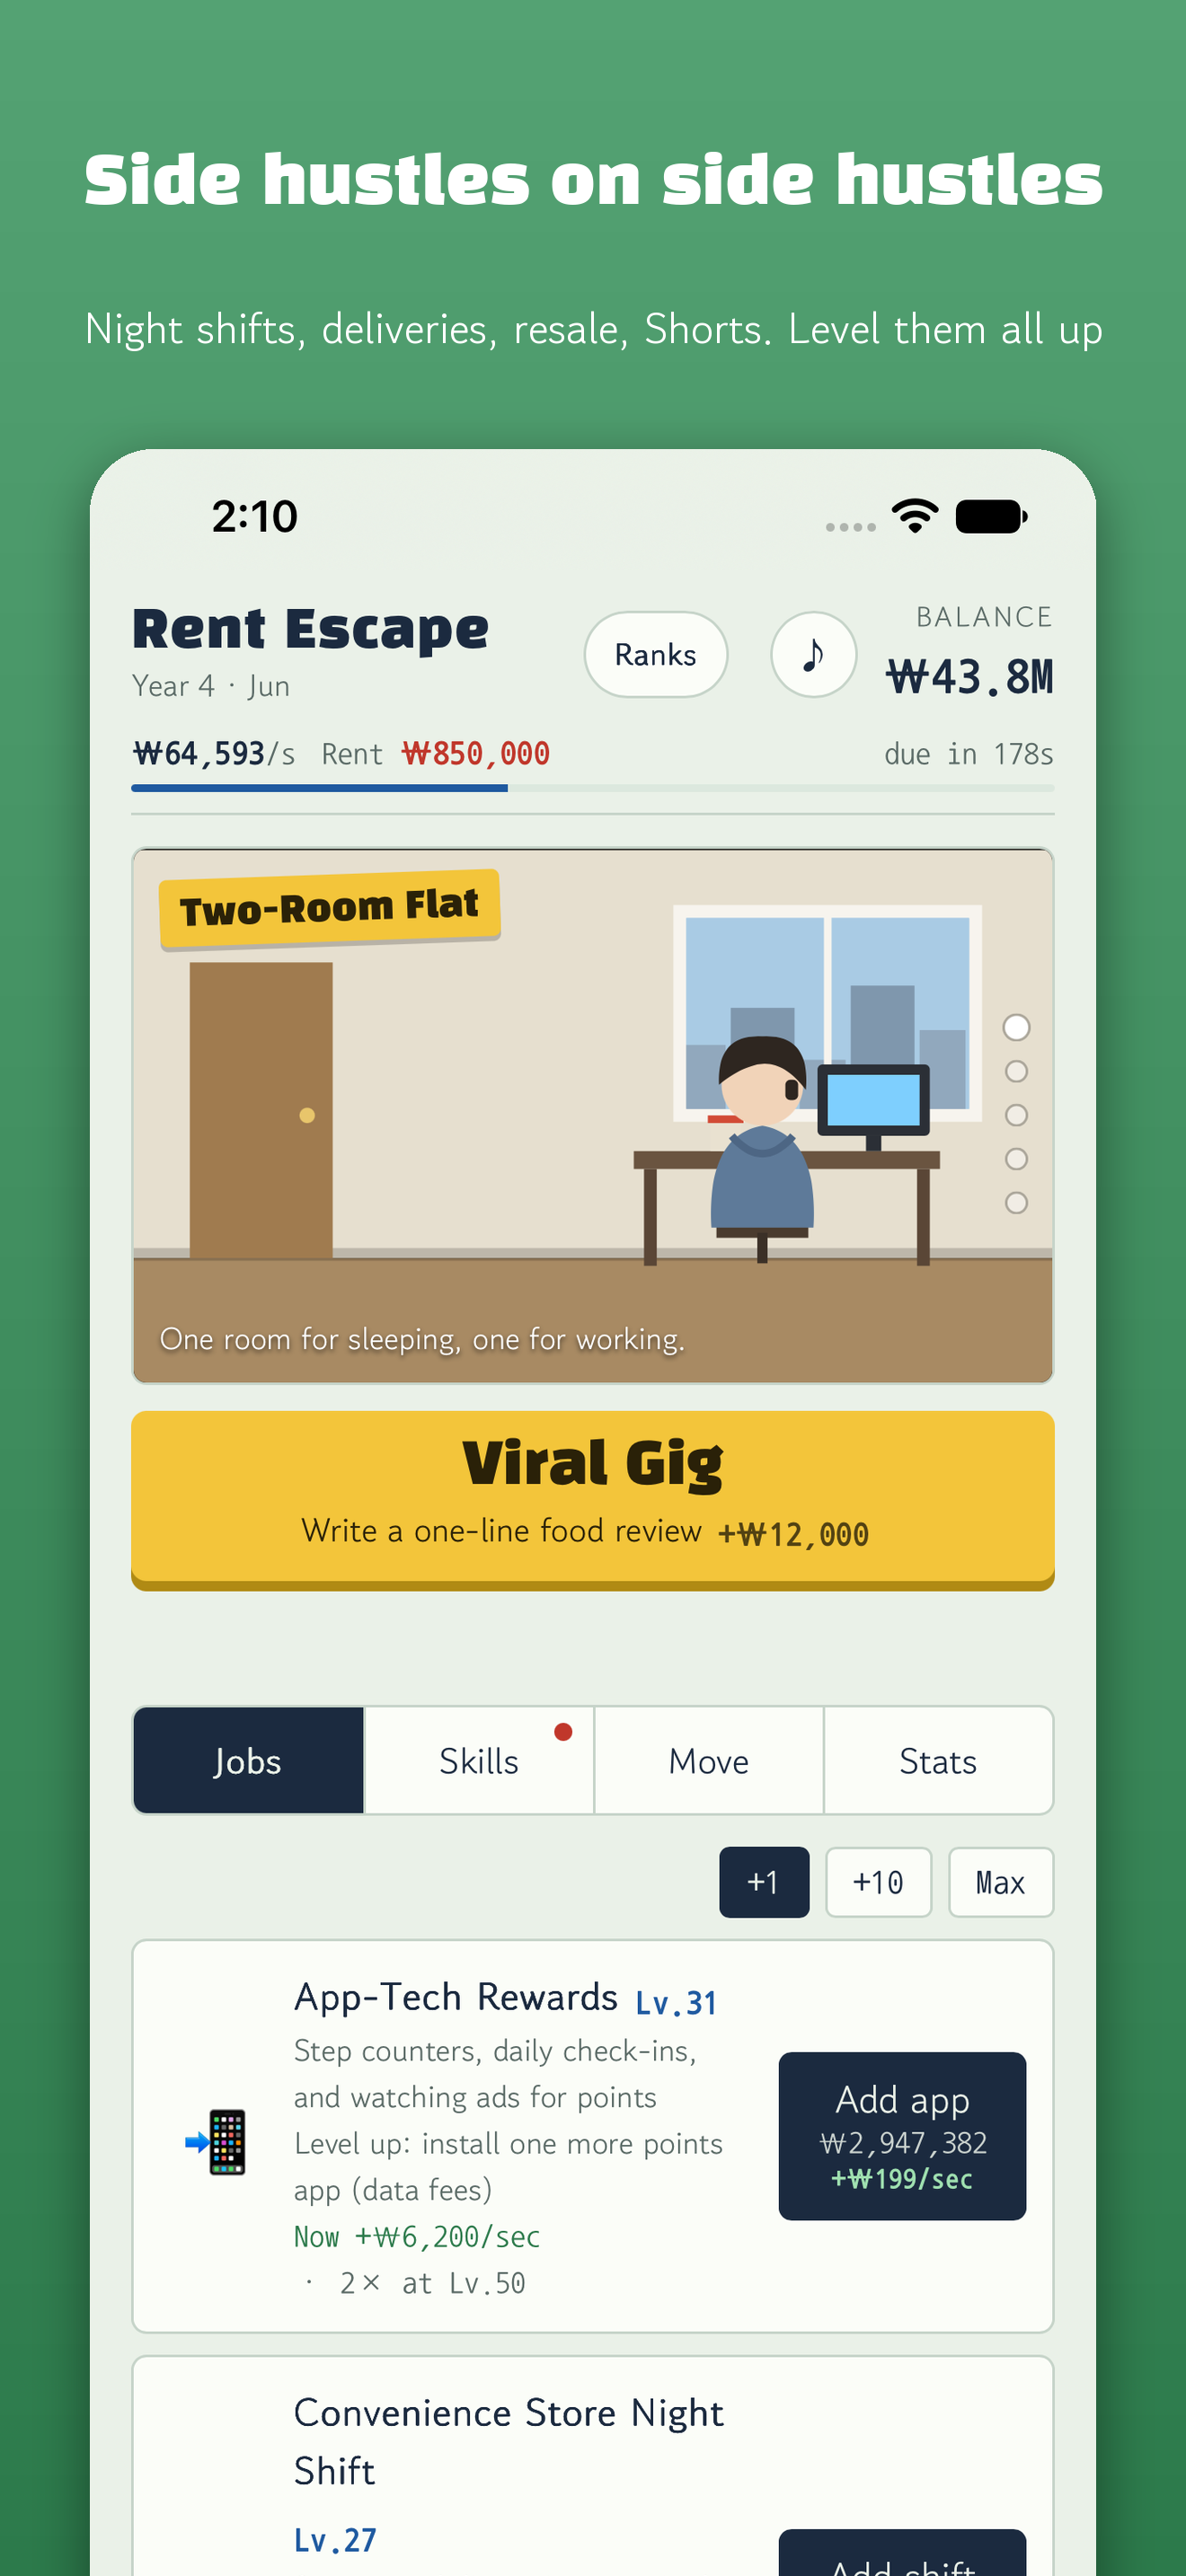 Side hustles on side hustles
Night shifts, deliveries, resale, Shorts. Level them all up
2:10
Rent Escape
Year 4 · Jun
Ranks
♪
BALANCE
₩43.8M
₩64,593/s Rent ₩850,000
due in 178s
Two-Room Flat
One room for sleeping, one for working.
Viral Gig
Write a one-line food review +₩12,000
Jobs
Skills
Move
Stats
+1
+10
Max
App-Tech Rewards Lv.31
Step counters, daily check-ins,
and watching ads for points
Level up: install one more points
app (data fees)
Now +₩6,200/sec
· 2× at Lv.50
Add app
₩2,947,382
+₩199/sec
Convenience Store Night
Shift
Lv.27
Add shift